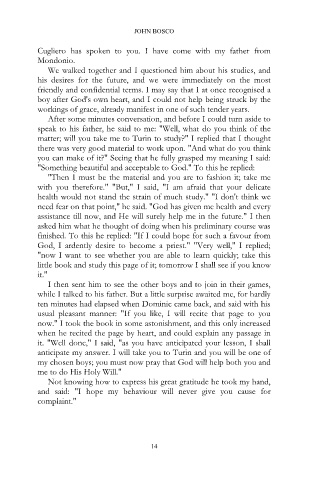 JOHN BOSCO
Cugliero has spoken to you. I have come with my father from
Mondonio.
We walked together and I questioned him about his studies, and
his desires for the future, and we were immediately on the most
friendly and confidential terms. I may say that I at once recognised a
boy after God's own heart, and I could not help being struck by the
workings of grace, already manifest in one of such tender years.
After some minutes conversation, and before I could turn aside to
speak to his father, he said to me: "Well, what do you think of the
matter; will you take me to Turin to study?" I replied that I thought
there was very good material to work upon. "And what do you think
you can make of it?" Seeing that he fully grasped my meaning I said:
"Something beautiful and acceptable to God." To this he replied:
"Then I must be the material and you are to fashion it; take me
with you therefore." "But," I said, "I am afraid that your delicate
health would not stand the strain of much study." "I don't think we
need fear on that point," he said. "God has given me health and every
assistance till now, and He will surely help me in the future." I then
asked him what he thought of doing when his preliminary course was
finished. To this he replied: "If I could hope for such a favour from
God, I ardently desire to become a priest." "Very well," I replied;
"now I want to see whether you are able to learn quickly; take this
little book and study this page of it; tomorrow I shall see if you know
it."
I then sent him to see the other boys and to join in their games,
while I talked to his father. But a little surprise awaited me, for hardly
ten minutes had elapsed when Dominic came back, and said with his
usual pleasant manner: "If you like, I will recite that page to you
now." I took the book in some astonishment, and this only increased
when he recited the page by heart, and could explain any passage in
it. "Well done," I said, "as you have anticipated your lesson, I shall
anticipate my answer. I will take you to Turin and you will be one of
my chosen boys; you must now pray that God will help both you and
me to do His Holy Will."
Not knowing how to express his great gratitude he took my hand,
and said: "I hope my behaviour will never give you cause for
complaint."
14